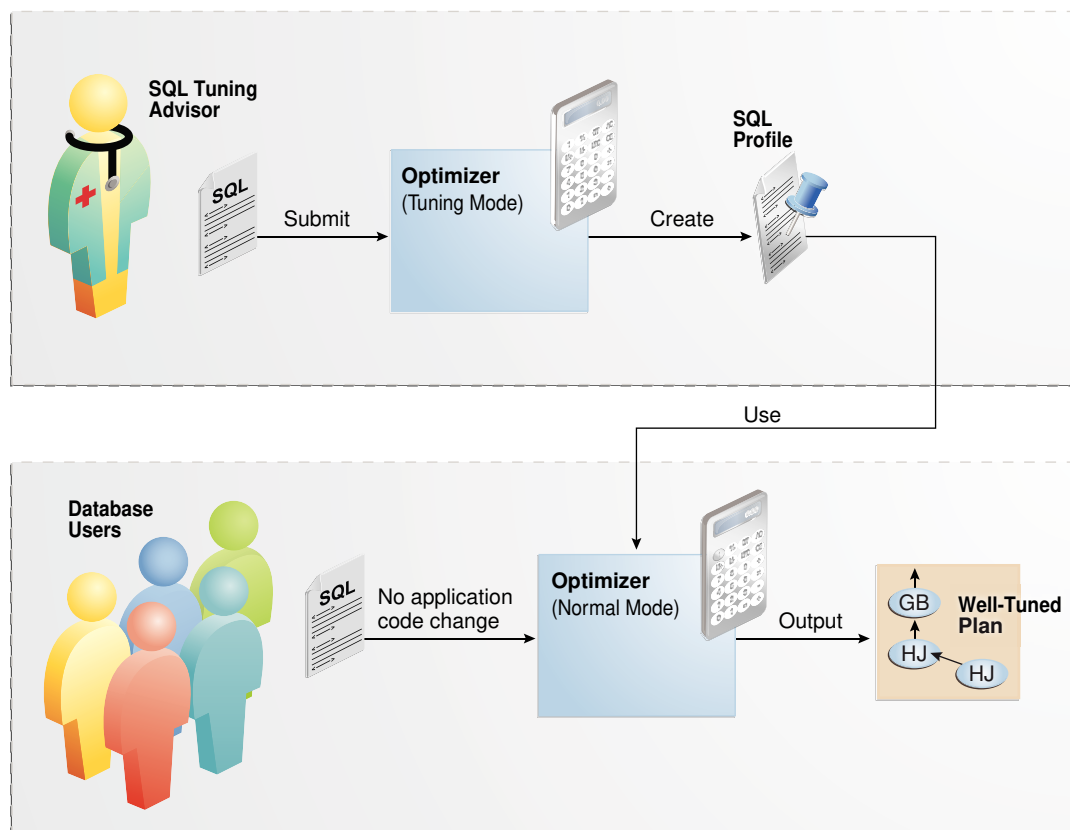 SQL Tuning
Advisor
SQL
Submit
Optimizer
(Tuning Mode)
Create
SQL
Profile
Use
Database
Users
SQL
No application
code change
Optimizer
(Normal Mode)
Output
GB
HJ
HJ
Well-Tuned
Plan